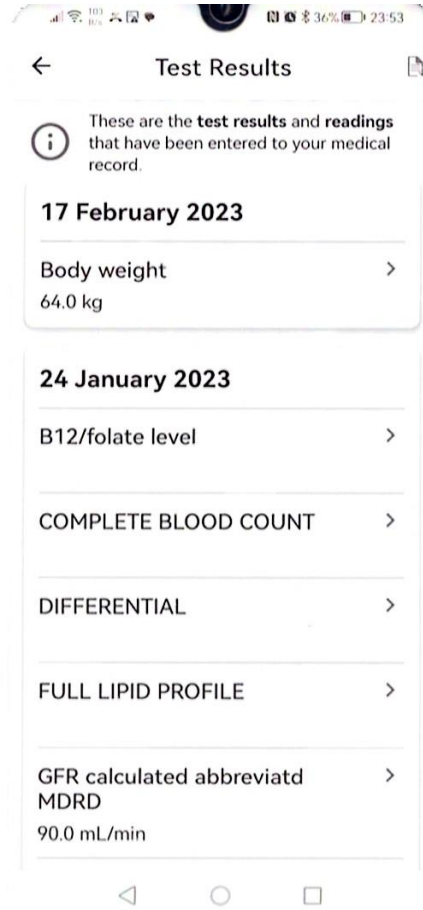 103
B/s
36%
23:53
Test Results
These are the test results and readings
that have been entered to your medical
record.
17 February 2023
Body weight
64.0 kg
24 January 2023
B12/folate level
COMPLETE BLOOD COUNT
DIFFERENTIAL
FULL LIPID PROFILE
GFR calculated abbreviatd
MDRD
90.0 mL/min